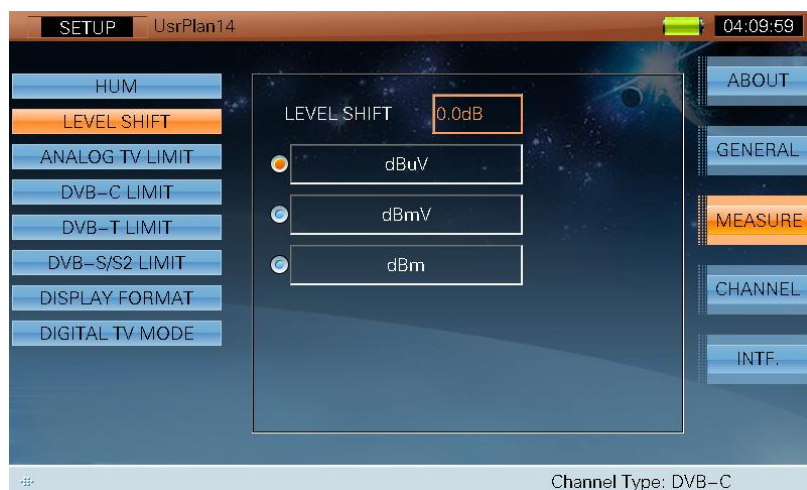 SETUP UsrPlan14 04:09:59
HUM
LEVEL SHIFT
ANALOG TV LIMIT
DVB-C LIMIT
DVB-T LIMIT
DVB-S/S2 LIMIT
DISPLAY FORMAT
DIGITAL TV MODE
LEVEL SHIFT 0.0dB
dBuV
dBmV
dBm
ABOUT
GENERAL
MEASURE
CHANNEL
INTF.
Channel Type: DVB-C